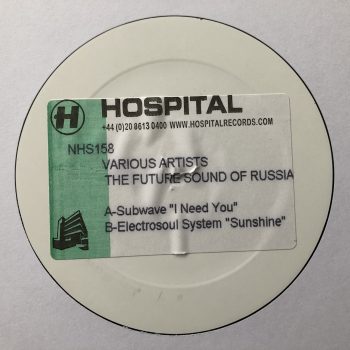 H HOSPITAL
+44 (0)20 8613 0400 WWW.HOSPITALRECORDS.COM
NHS158
VARIOUS ARTISTS
THE FUTURE SOUND OF RUSSIA
A-Subwave "I Need You"
B-Electrosoul System "Sunshine"